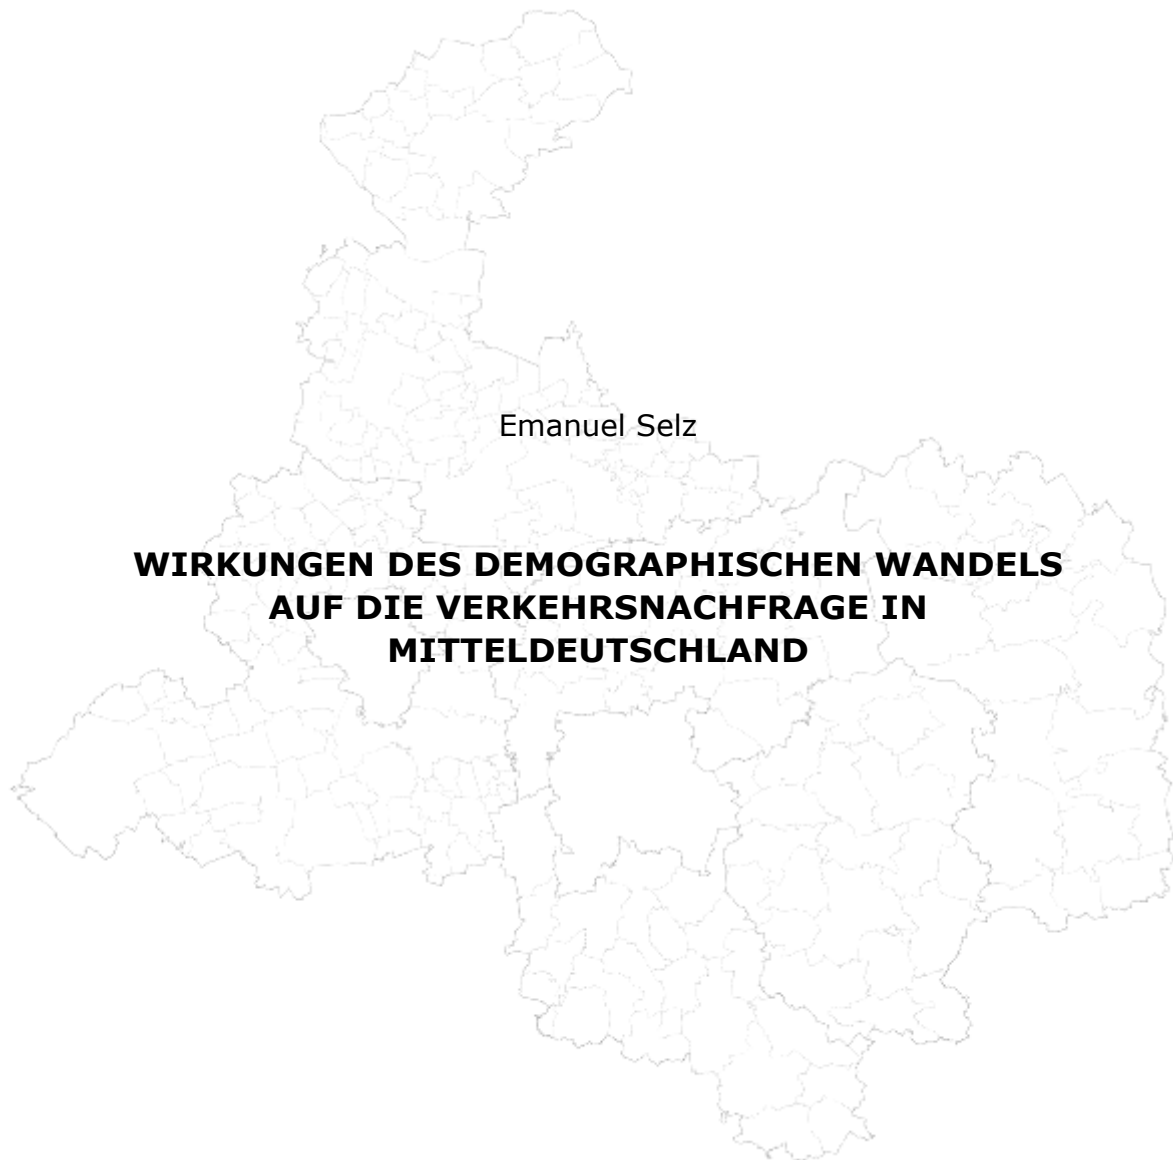 Emanuel Selz
WIRKUNGEN DES DEMOGRAPHISCHEN WANDELS
AUF DIE VERKEHRSNACHFRAGE IN
MITTELDEUTSCHLAND